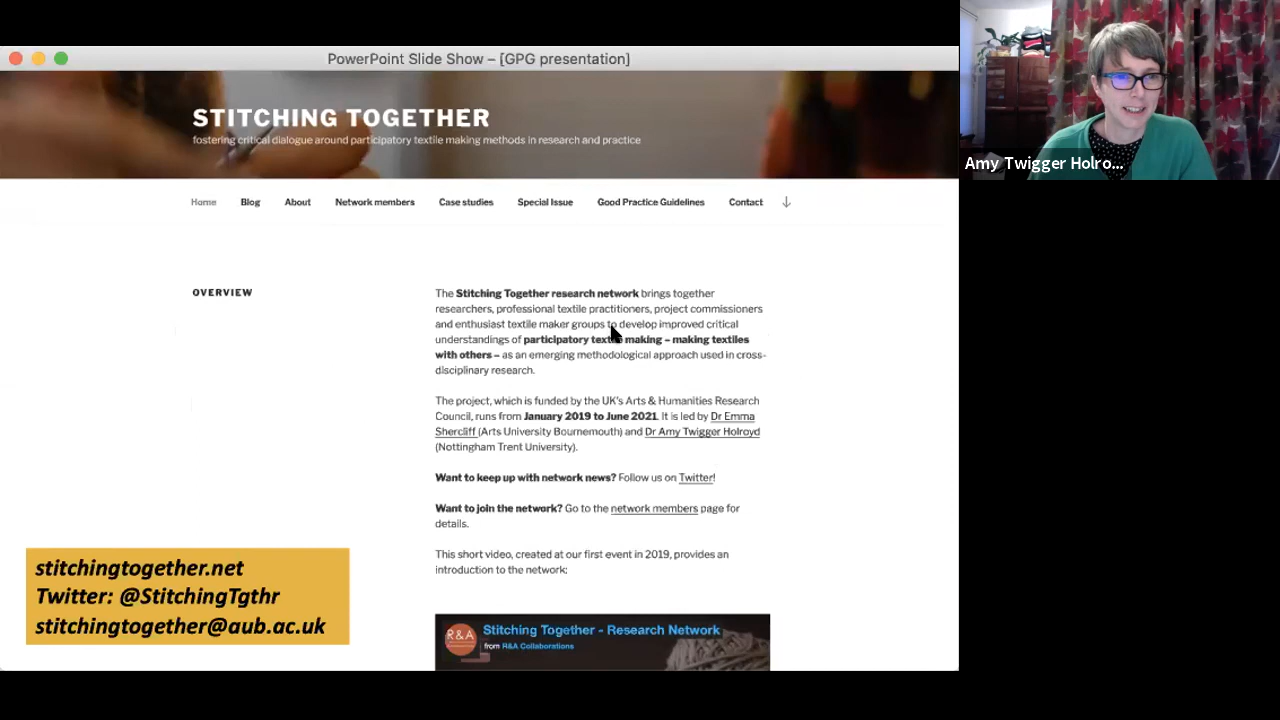 PowerPoint Slide Show – [GPG presentation]
STITCHING TOGETHER
fostering critical dialogue around participatory textile making methods in research and practice
Home Blog About Network members Case studies Special Issue Good Practice Guidelines Contact
OVERVIEW
The Stitching Together research network brings together
researchers, professional textile practitioners, project commissioners
and enthusiast textile maker groups to develop improved critical
understandings of participatory textile making – making textiles
with others – as an emerging methodological approach used in cross-
disciplinary research.
The project, which is funded by the UK's Arts & Humanities Research
Council, runs from January 2019 to June 2021. It is led by Dr Emma
Shercliff (Arts University Bournemouth) and Dr Amy Twigger Holroyd
(Nottingham Trent University).
Want to keep up with network news? Follow us on Twitter!
Want to join the network? Go to the network members page for
details.
This short video, created at our first event in 2019, provides an
introduction to the network:
R&A
Stitching Together - Research Network
from R&A Collaborations
stitchingtogether.net
Twitter: @StitchingTgthr
stitchingtogether@aub.ac.uk
Amy Twigger Holro...